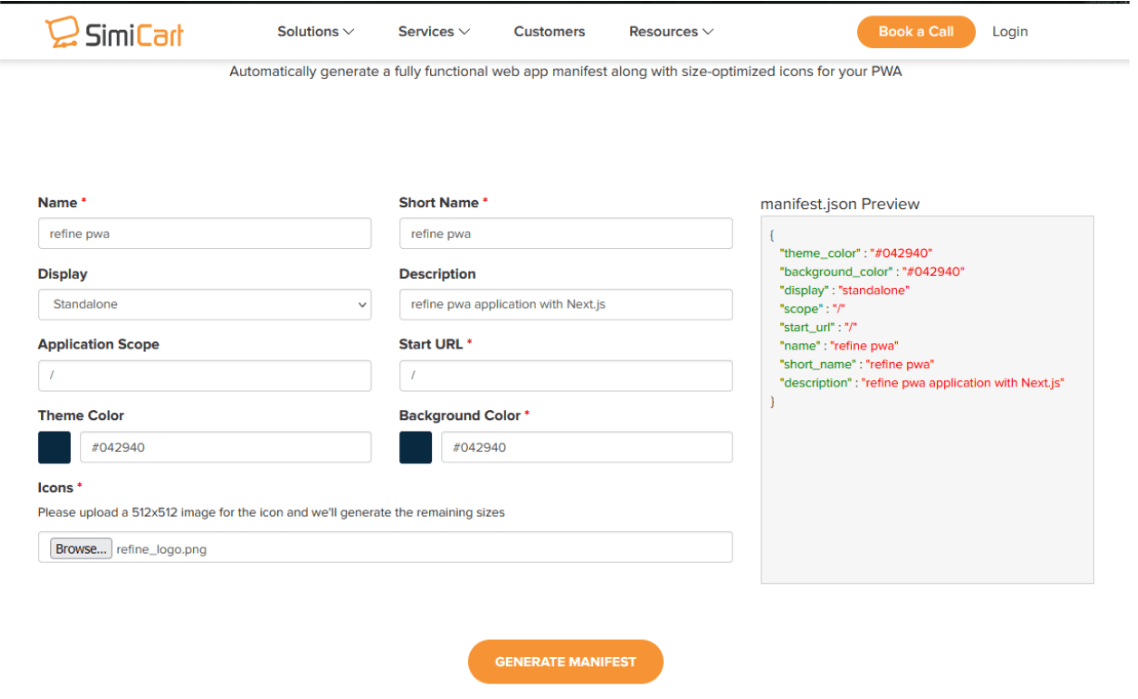 SimiCart Solutions Services Customers Resources Book a Call Login
Automatically generate a fully functional web app manifest along with size-optimized icons for your PWA
Name * Short Name *
refine pwa refine pwa
Display Description
Standalone refine pwa application with Next.js
Application Scope Start URL *
/ /
Theme Color Background Color *
#042940 #042940
Icons *
Please upload a 512x512 image for the icon and we'll generate the remaining sizes
Browse... refine_logo.png
manifest.json Preview
{
"theme_color" : "#042940"
"background_color" : "#042940"
"display" : "standalone"
"scope" : "/"
"start_url" : "/"
"name" : "refine pwa"
"short_name" : "refine pwa"
"description" : "refine pwa application with Next.js"
}
GENERATE MANIFEST